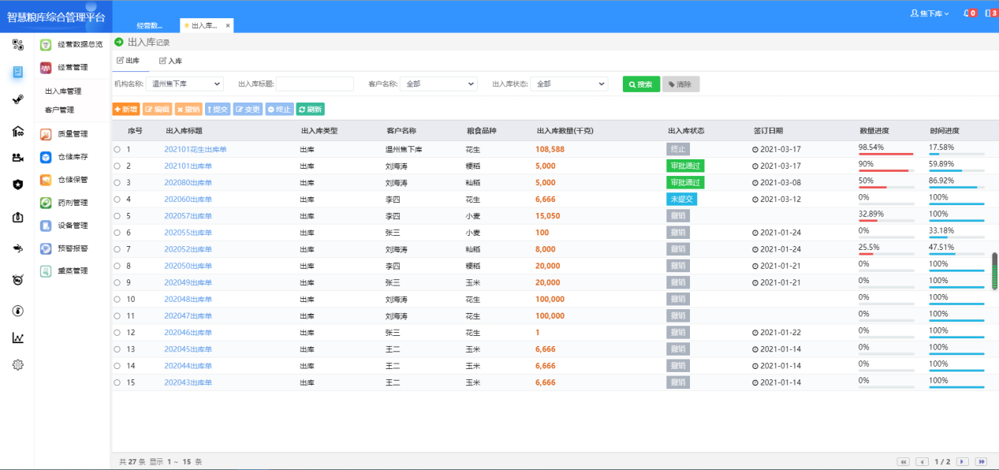 智慧粮库综合管理平台
经营数...
出入库...
×
焦下库
0
3
经营数据总览
经营管理
出入库管理
客户管理
质量管理
仓储库存
仓储保管
药剂管理
设备管理
预警报警
熏蒸管理
出入库记录
出库
入库
机构名称: 温州焦下库 出入库标题: 客户名称: 全部 出入库状态: 全部 搜索 清除
新增 编辑 撤销 提交 变更 终止 刷新
序号 出入库标题 出入库类型 客户名称 粮食品种 出入库数量(千克) 出入库状态 签订日期 数量进度 时间进度
1 202101花生出库单 出库 温州焦下库 花生 108,588 终止 2021-03-17 98.54% 17.58%
2 202101出库单 出库 刘海涛 粳稻 5,000 审批通过 2021-03-17 90% 59.89%
3 202080出库单 出库 刘海涛 籼稻 5,000 审批通过 2021-03-08 50% 86.92%
4 202060出库单 出库 李四 花生 6,666 未提交 2021-03-12 0% 100%
5 202057出库单 出库 李四 小麦 15,050 撤销 32.89% 100%
6 202055出库单 出库 张三 小麦 100 撤销 2021-01-24 0% 33.18%
7 202052出库单 出库 刘海涛 籼稻 8,000 撤销 2021-01-24 25.5% 47.51%
8 202050出库单 出库 李四 粳稻 20,000 撤销 2021-01-21 0% 100%
9 202049出库单 出库 张三 玉米 20,000 撤销 2021-01-21 0% 100%
10 202048出库单 出库 刘海涛 花生 100,000 撤销 0% 100%
11 202047出库单 出库 刘海涛 花生 100,000 撤销 0% 100%
12 202046出库单 出库 张三 花生 1 撤销 2021-01-22 0% 100%
13 202045出库单 出库 王二 玉米 6,666 撤销 2021-01-14 0% 100%
14 202044出库单 出库 王二 玉米 6,666 撤销 2021-01-14 0% 100%
15 202043出库单 出库 王二 玉米 6,666 撤销 2021-01-14 0% 100%
共 27 条 显示 1 ~ 15 条
1 / 2